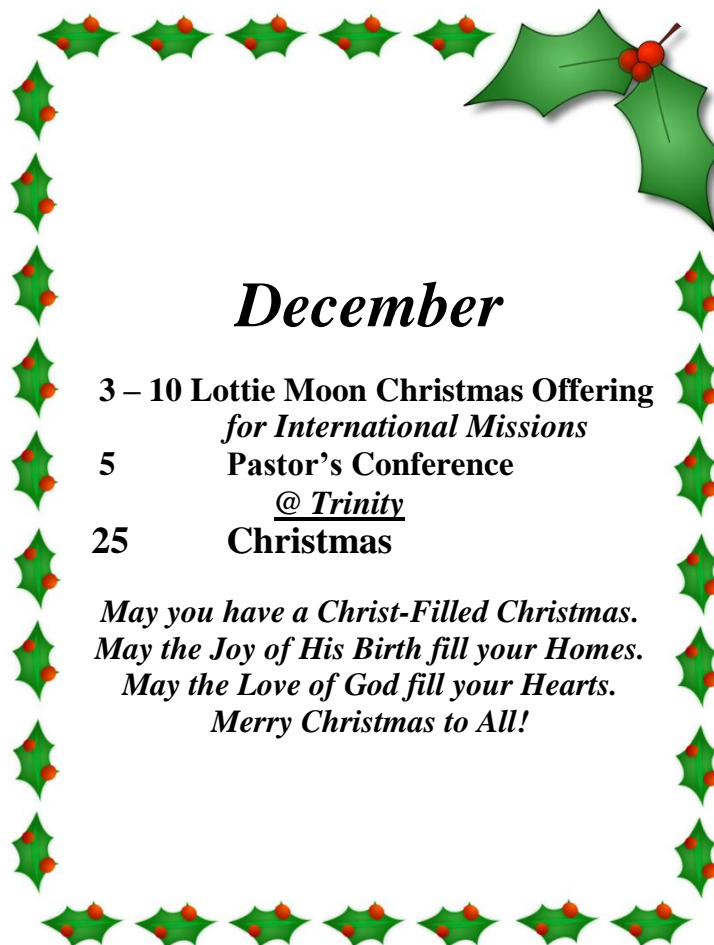 December
3 – 10 Lottie Moon Christmas Offering
for International Missions
5 Pastor’s Conference
@ Trinity
25 Christmas
May you have a Christ-Filled Christmas.
May the Joy of His Birth fill your Homes.
May the Love of God fill your Hearts.
Merry Christmas to All!